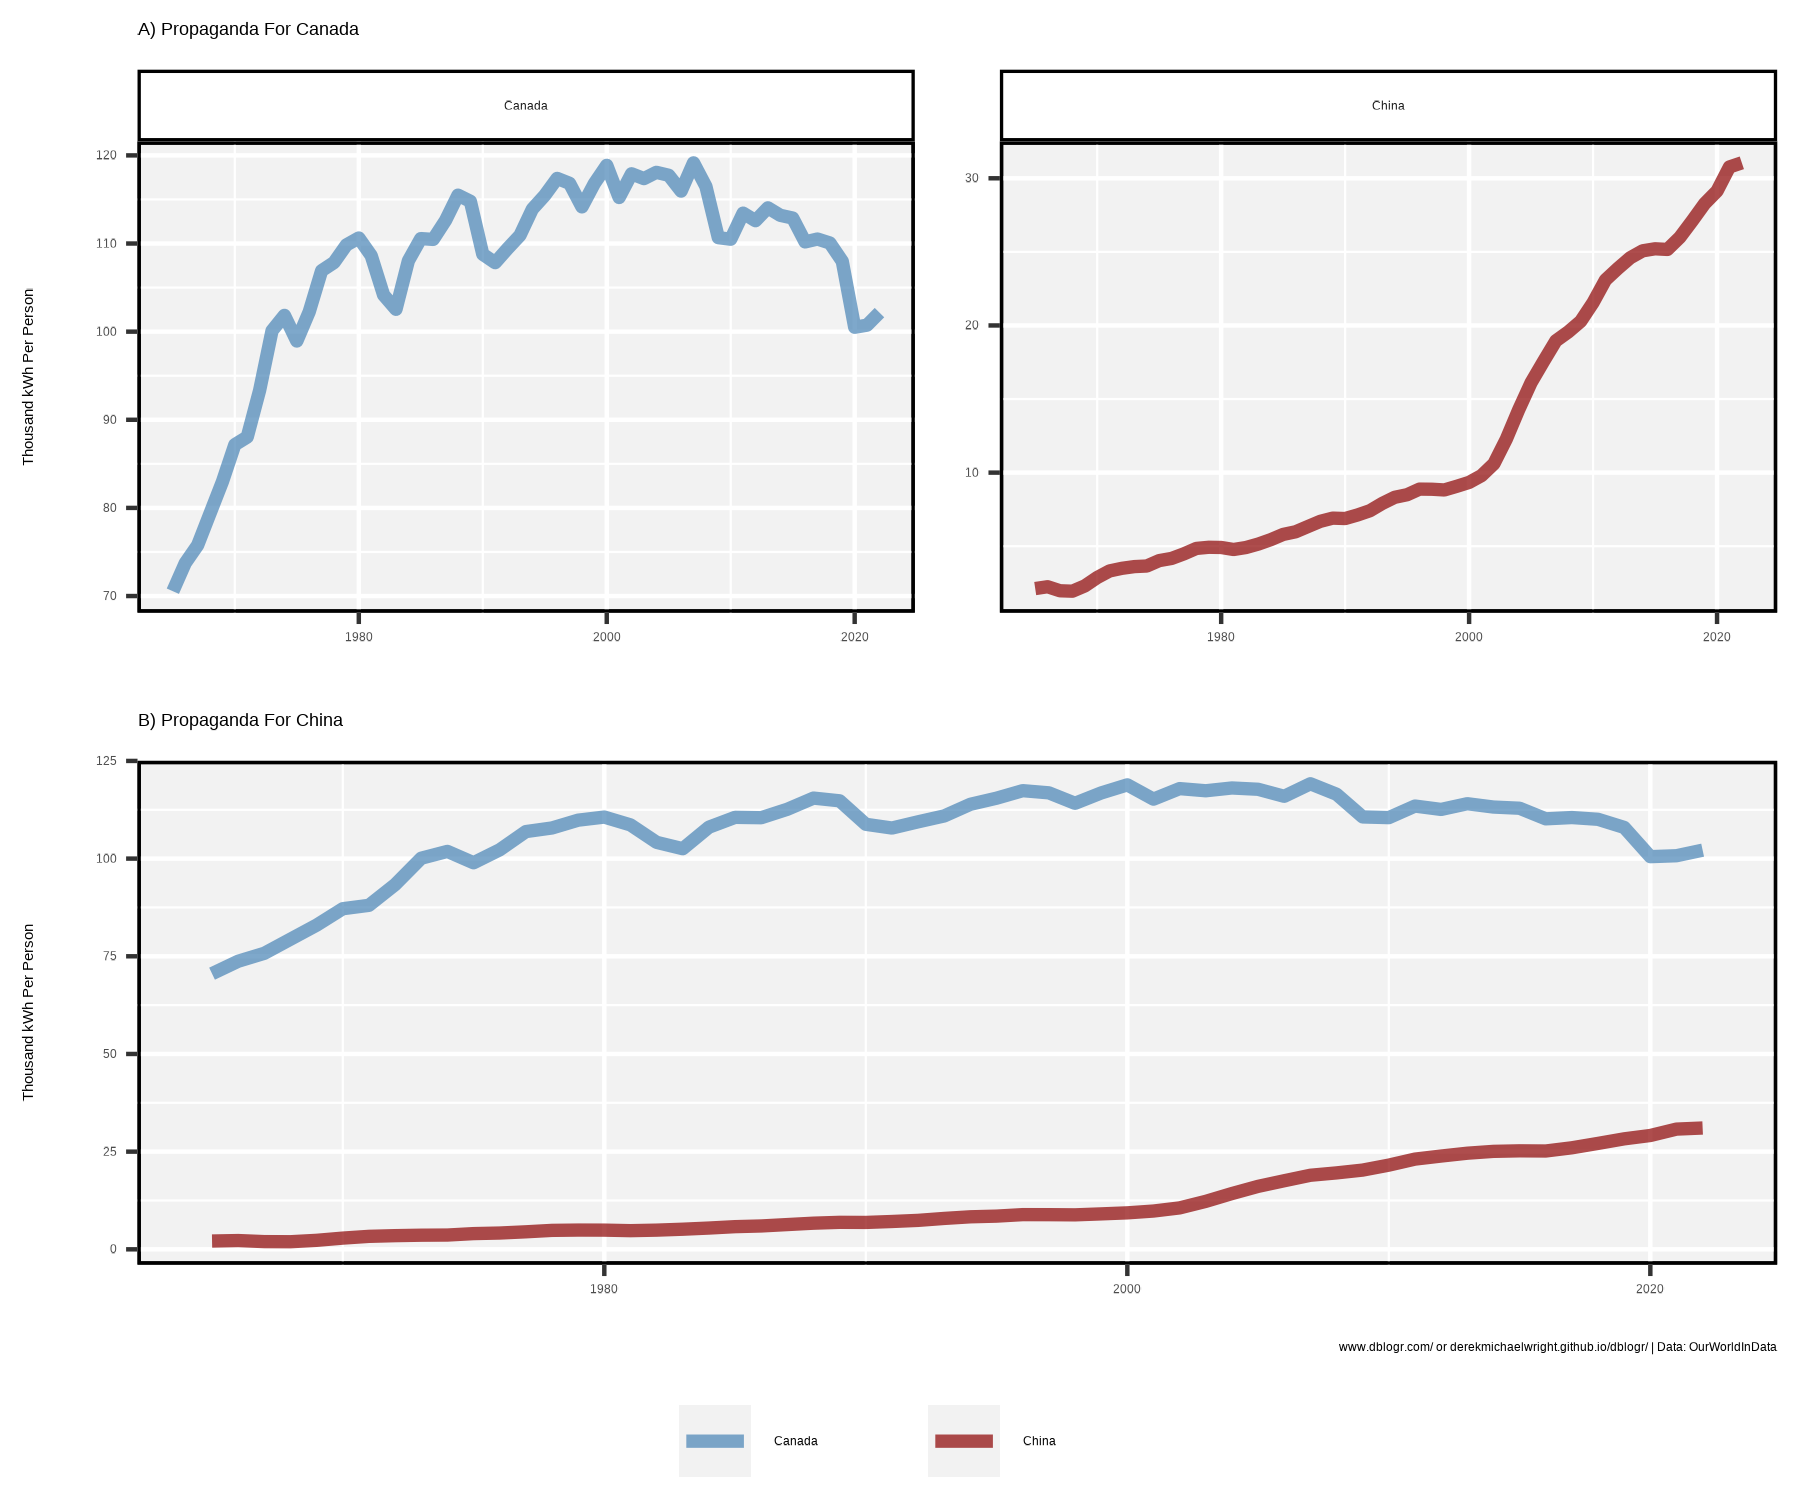 A) Propaganda For Canada
Canada
China
Thousand kWh Per Person
120
110
100
90
80
70
1980
2000
2020
30
20
10
1980
2000
2020
B) Propaganda For China
Thousand kWh Per Person
125
100
75
50
25
0
1980
2000
2020
www.dblogr.com/ or derekmichaelwright.github.io/dblogr/ | Data: OurWorldInData
Canada
China